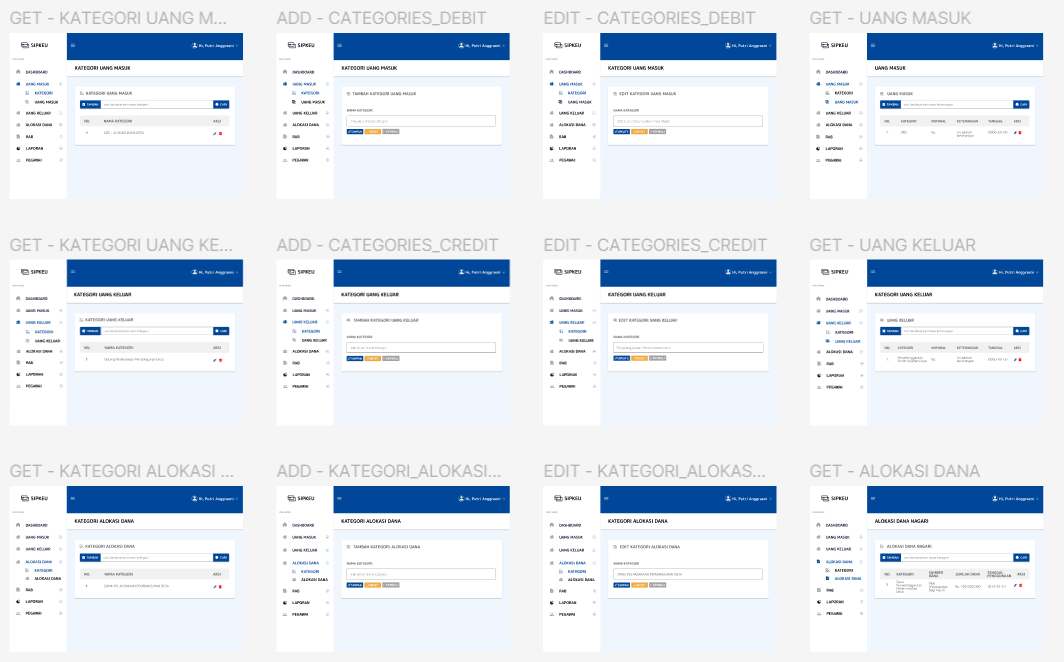 GET - KATEGORI UANG M...
SIPKEU
Hi, Putri Anggraeni
KATEGORI UANG MASUK
DASHBOARD
UANG MASUK
KATEGORI
UANG MASUK
UANG KELUAR
ALOKASI DANA
RAB
LAPORAN
PEGAWAI
KATEGORI UANG MASUK
TAMBAH
CARI
NO. NAMA KATEGORI AKSI
ADD - CATEGORIES_DEBIT
SIPKEU
Hi, Putri Anggraeni
KATEGORI UANG MASUK
DASHBOARD
UANG MASUK
KATEGORI
UANG MASUK
UANG KELUAR
ALOKASI DANA
RAB
LAPORAN
PEGAWAI
TAMBAH KATEGORI UANG MASUK
NAMA KATEGORI
EDIT - CATEGORIES_DEBIT
SIPKEU
Hi, Putri Anggraeni
KATEGORI UANG MASUK
DASHBOARD
UANG MASUK
KATEGORI
UANG MASUK
UANG KELUAR
ALOKASI DANA
RAB
LAPORAN
PEGAWAI
EDIT KATEGORI UANG MASUK
NAMA KATEGORI
GET - UANG MASUK
SIPKEU
Hi, Putri Anggraeni
UANG MASUK
DASHBOARD
UANG MASUK
KATEGORI
UANG MASUK
UANG KELUAR
ALOKASI DANA
RAB
LAPORAN
PEGAWAI
UANG MASUK
TAMBAH
CARI
NO. KATEGORI NOMINAL KETERANGAN TANGGAL AKSI
GET - KATEGORI UANG KE...
SIPKEU
Hi, Putri Anggraeni
KATEGORI UANG KELUAR
DASHBOARD
UANG MASUK
UANG KELUAR
KATEGORI
UANG KELUAR
ALOKASI DANA
RAB
LAPORAN
PEGAWAI
KATEGORI UANG KELUAR
TAMBAH
CARI
NO. NAMA KATEGORI AKSI
ADD - CATEGORIES_CREDIT
SIPKEU
Hi, Putri Anggraeni
KATEGORI UANG KELUAR
DASHBOARD
UANG MASUK
UANG KELUAR
KATEGORI
UANG KELUAR
ALOKASI DANA
RAB
LAPORAN
PEGAWAI
TAMBAH KATEGORI UANG KELUAR
NAMA KATEGORI
EDIT - CATEGORIES_CREDIT
SIPKEU
Hi, Putri Anggraeni
KATEGORI UANG KELUAR
DASHBOARD
UANG MASUK
UANG KELUAR
KATEGORI
UANG KELUAR
ALOKASI DANA
RAB
LAPORAN
PEGAWAI
EDIT KATEGORI UANG KELUAR
NAMA KATEGORI
GET - UANG KELUAR
SIPKEU
Hi, Putri Anggraeni
KATEGORI UANG KELUAR
DASHBOARD
UANG MASUK
UANG KELUAR
KATEGORI
UANG KELUAR
ALOKASI DANA
RAB
LAPORAN
PEGAWAI
UANG KELUAR
TAMBAH
CARI
NO. KATEGORI NOMINAL KETERANGAN TANGGAL AKSI
GET - KATEGORI ALOKASI ...
SIPKEU
Hi, Putri Anggraeni
KATEGORI ALOKASI DANA
DASHBOARD
UANG MASUK
UANG KELUAR
ALOKASI DANA
KATEGORI
ALOKASI DANA
RAB
LAPORAN
PEGAWAI
KATEGORI ALOKASI DANA
TAMBAH
CARI
NO. NAMA KATEGORI AKSI
ADD - KATEGORI_ALOKASI...
SIPKEU
Hi, Putri Anggraeni
KATEGORI ALOKASI DANA
DASHBOARD
UANG MASUK
UANG KELUAR
ALOKASI DANA
KATEGORI
ALOKASI DANA
RAB
LAPORAN
PEGAWAI
TAMBAH KATEGORI ALOKASI DANA
NAMA KATEGORI
EDIT - KATEGORI_ALOKAS...
SIPKEU
Hi, Putri Anggraeni
KATEGORI ALOKASI DANA
DASHBOARD
UANG MASUK
UANG KELUAR
ALOKASI DANA
KATEGORI
ALOKASI DANA
RAB
LAPORAN
PEGAWAI
EDIT KATEGORI ALOKASI DANA
NAMA KATEGORI
GET - ALOKASI DANA
SIPKEU
Hi, Putri Anggraeni
ALOKASI DANA NAGARI
DASHBOARD
UANG MASUK
UANG KELUAR
ALOKASI DANA
KATEGORI
ALOKASI DANA
RAB
LAPORAN
PEGAWAI
ALOKASI DANA NAGARI
TAMBAH
CARI
NO. KATEGORI SUMBER DANA JUMLAH DANA TANGGAL PENGGUNAAN AKSI